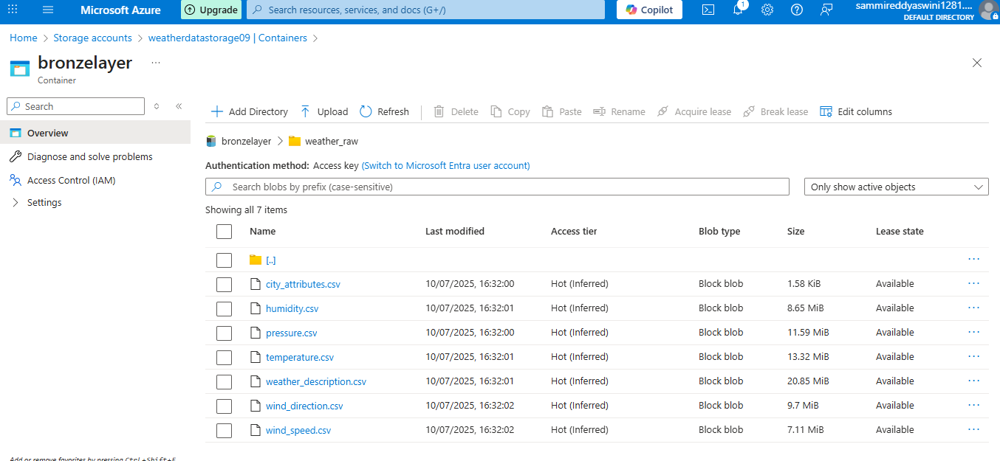 Microsoft Azure Upgrade Search resources, services, and docs (G+/) Copilot 1 sammireddyaswini1281....
DEFAULT DIRECTORY
Home > Storage accounts > weatherdatastorage09 | Containers >
bronzelayer ...
Container
Search
Add Directory Upload Refresh Delete Copy Paste Rename Acquire lease Break lease Edit columns
Overview
Diagnose and solve problems
Access Control (IAM)
Settings
bronzelayer > weather_raw
Authentication method: Access key (Switch to Microsoft Entra user account)
Search blobs by prefix (case-sensitive) Only show active objects
Showing all 7 items
Name Last modified Access tier Blob type Size Lease state
[..] ...
city_attributes.csv 10/07/2025, 16:32:00 Hot (Inferred) Block blob 1.58 KiB Available ...
humidity.csv 10/07/2025, 16:32:01 Hot (Inferred) Block blob 8.65 MiB Available ...
pressure.csv 10/07/2025, 16:32:00 Hot (Inferred) Block blob 11.59 MiB Available ...
temperature.csv 10/07/2025, 16:32:01 Hot (Inferred) Block blob 13.32 MiB Available ...
weather_description.csv 10/07/2025, 16:32:01 Hot (Inferred) Block blob 20.85 MiB Available ...
wind_direction.csv 10/07/2025, 16:32:02 Hot (Inferred) Block blob 9.7 MiB Available ...
wind_speed.csv 10/07/2025, 16:32:02 Hot (Inferred) Block blob 7.11 MiB Available ...
Add or remove favorites by pressing Ctrl+Shift+F